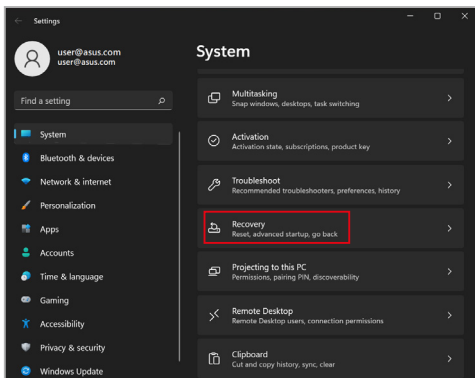 Settings
user@asus.com
user@asus.com
Find a setting
System
Bluetooth & devices
Network & internet
Personalization
Apps
Accounts
Time & language
Gaming
Accessibility
Privacy & security
Windows Update
System
Multitasking
Snap windows, desktops, task switching
Activation
Activation state, subscriptions, product key
Troubleshoot
Recommended troubleshooters, preferences, history
Recovery
Reset, advanced startup, go back
Projecting to this PC
Permissions, pairing PIN, discoverability
Remote Desktop
Remote Desktop users, connection permissions
Clipboard
Cut and copy history, sync, clear